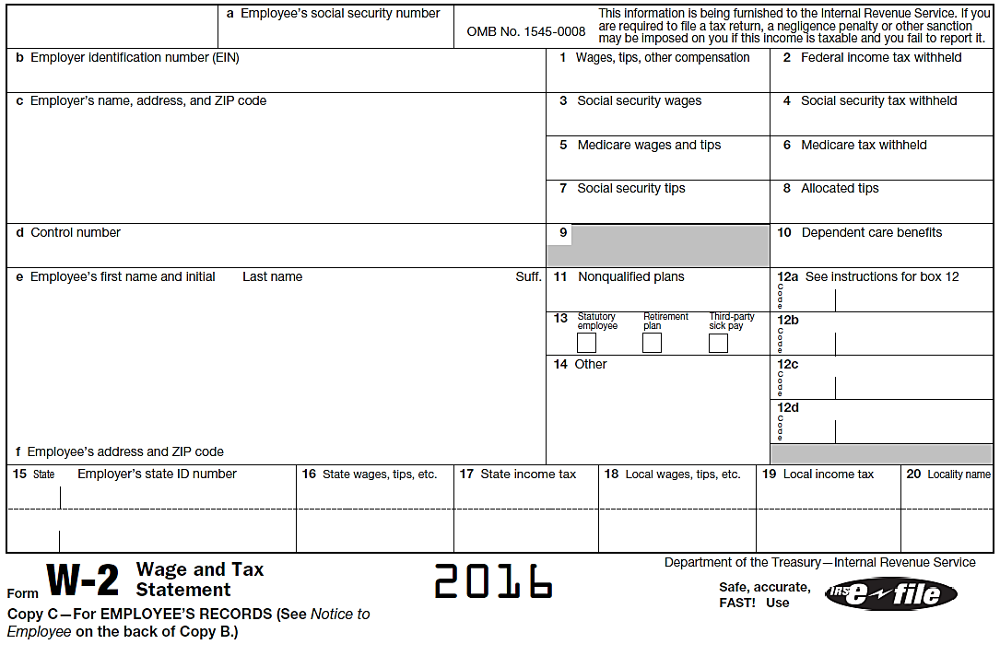 a Employee's social security number
OMB No. 1545-0008
This information is being furnished to the Internal Revenue Service. If you
are required to file a tax return, a negligence penalty or other sanction
may be imposed on you if this income is taxable and you fail to report it.
b Employer identification number (EIN)
1 Wages, tips, other compensation
2 Federal income tax withheld
c Employer's name, address, and ZIP code
3 Social security wages
4 Social security tax withheld
5 Medicare wages and tips
6 Medicare tax withheld
7 Social security tips
8 Allocated tips
d Control number
9
10 Dependent care benefits
e Employee's first name and initial Last name Suff.
11 Nonqualified plans
12a See instructions for box 12
Code
13 Statutory employee
Retirement plan
Third-party sick pay
12b
Code
14 Other
12c
Code
12d
Code
f Employee's address and ZIP code
15 State Employer's state ID number
16 State wages, tips, etc.
17 State income tax
18 Local wages, tips, etc.
19 Local income tax
20 Locality name
Form W-2 Wage and Tax
Statement
2016
Department of the Treasury—Internal Revenue Service
Safe, accurate,
FAST! Use
IRS e-file
Copy C—For EMPLOYEE'S RECORDS (See Notice to
Employee on the back of Copy B.)